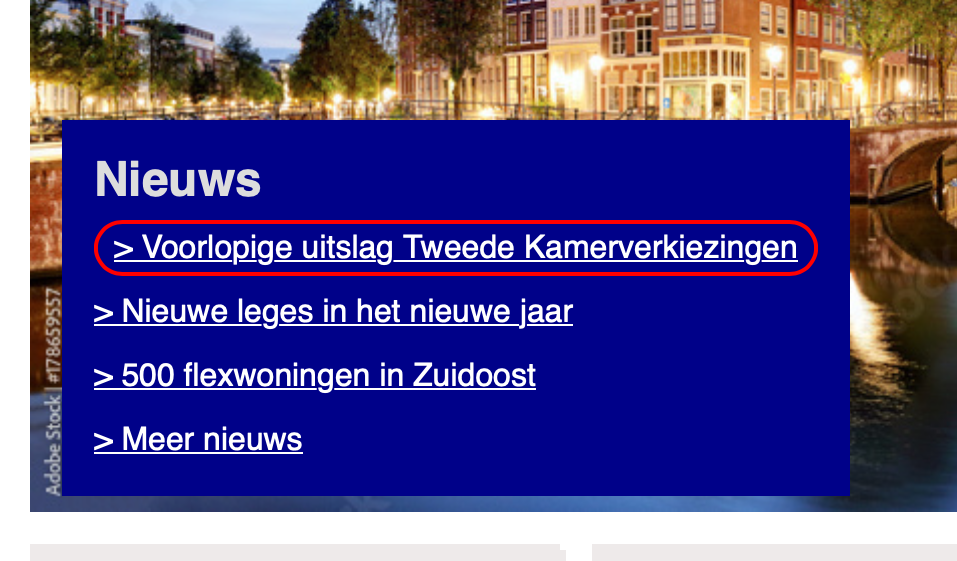 Nieuws
> Voorlopige uitslag Tweede Kamerverkiezingen
> Nieuwe leges in het nieuwe jaar
> 500 flexwoningen in Zuidoost
> Meer nieuws
Adobe Stock | #178659557